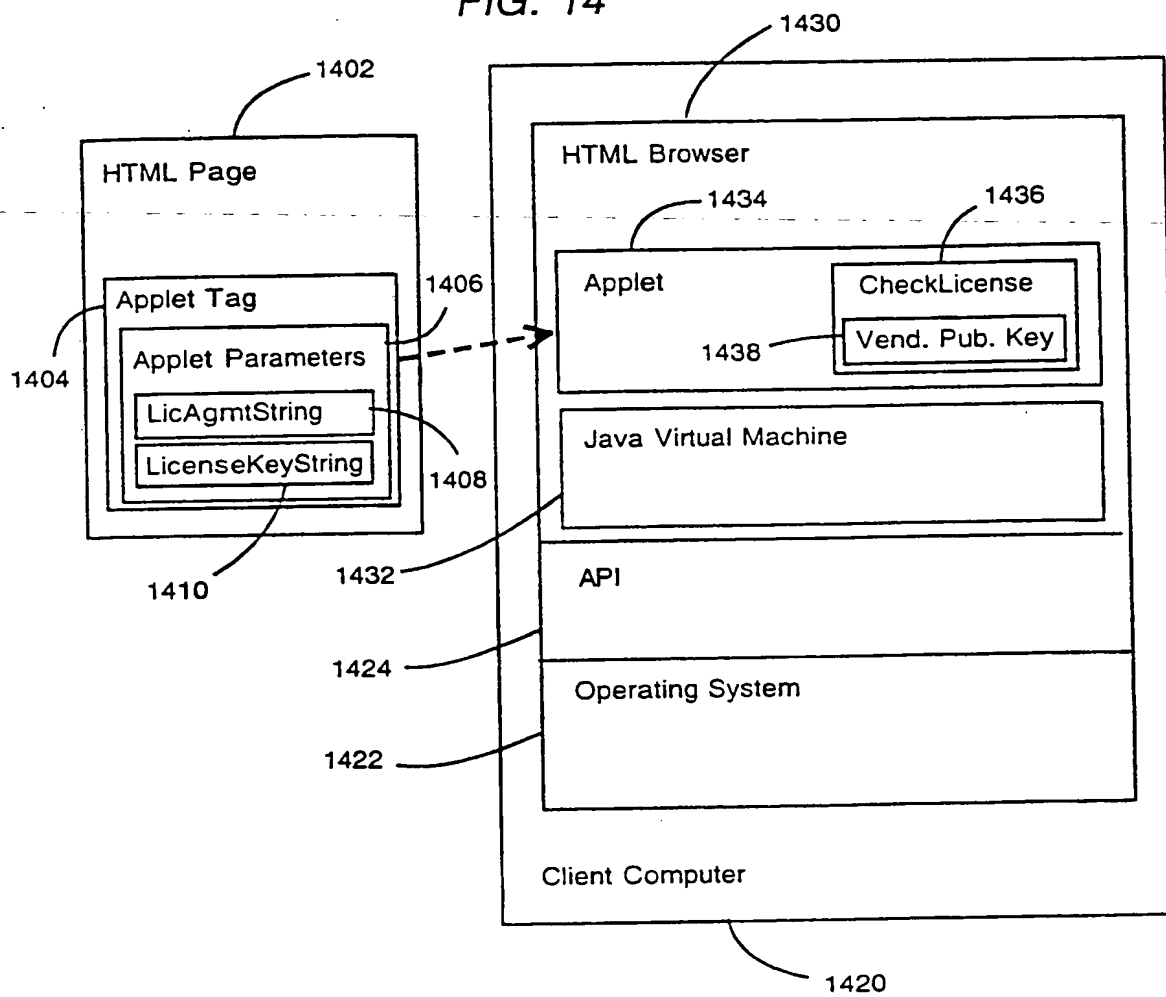 FIG. 14
1430
1402
HTML Page
HTML Browser
1434
1436
1406
Applet Tag
Applet
CheckLicense
Applet Parameters
1438
Vend. Pub. Key
1404
LicAgmtString
LicenseKeyString
1408
Java Virtual Machine
1410
1432
API
1424
Operating System
1422
Client Computer
1420